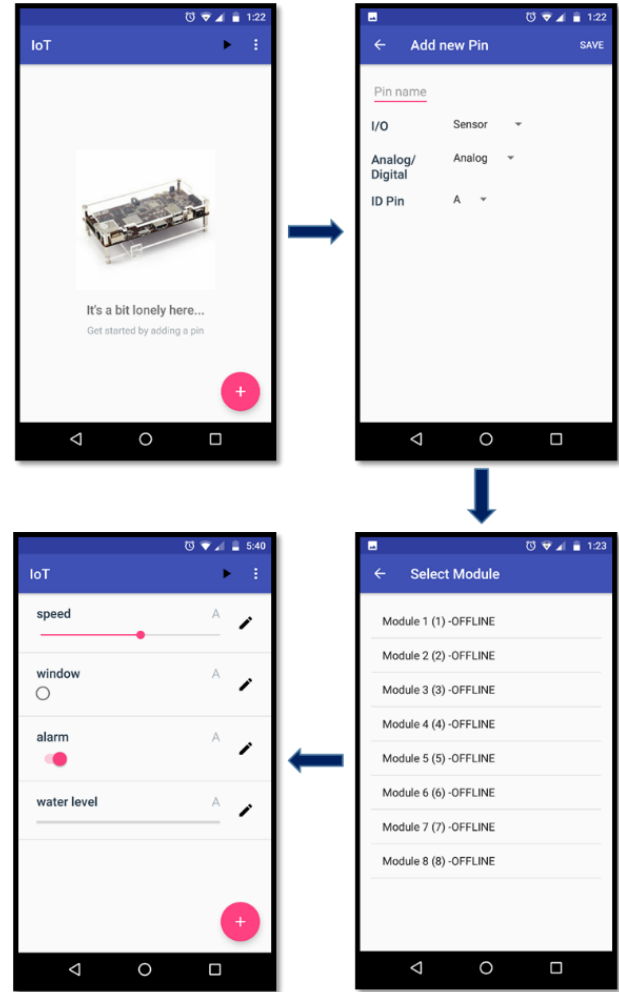 1:22
IoT
It's a bit lonely here...
Get started by adding a pin
+
1:22
Add new Pin
SAVE
Pin name
I/O
Sensor
Analog/
Digital
Analog
ID Pin
A
1:23
Select Module
Module 1 (1) -OFFLINE
Module 2 (2) -OFFLINE
Module 3 (3) -OFFLINE
Module 4 (4) -OFFLINE
Module 5 (5) -OFFLINE
Module 6 (6) -OFFLINE
Module 7 (7) -OFFLINE
Module 8 (8) -OFFLINE
5:40
IoT
speed A
window A
alarm A
water level A
+